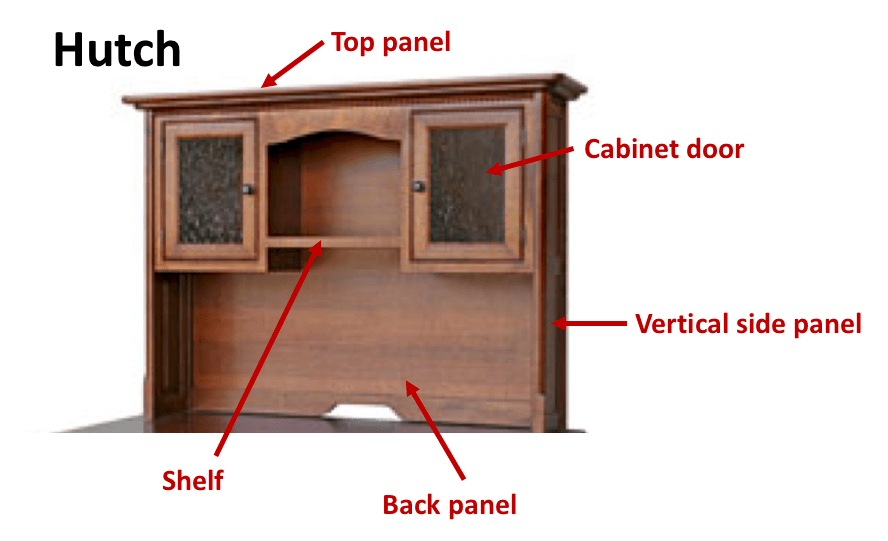 Hutch
Top panel
Cabinet door
Vertical side panel
Shelf
Back panel